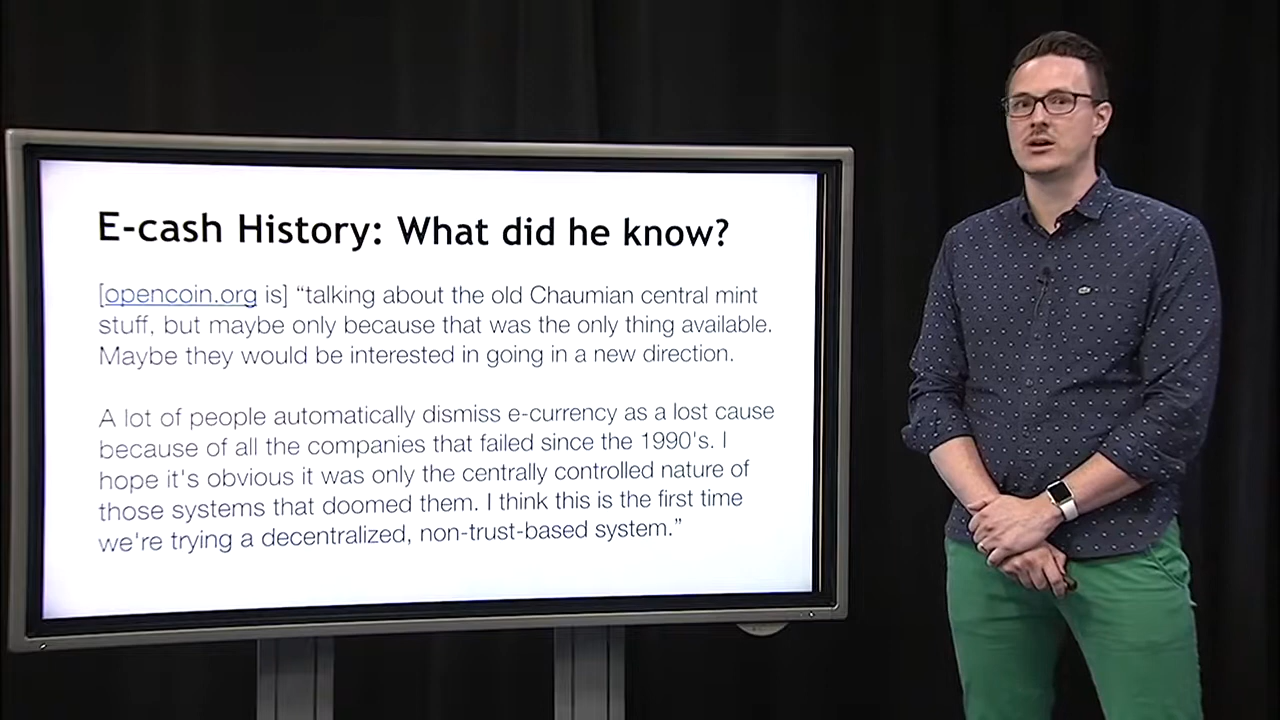 E-cash History: What did he know?
[opencoin.org is] “talking about the old Chaumian central mint
stuff, but maybe only because that was the only thing available.
Maybe they would be interested in going in a new direction.
A lot of people automatically dismiss e-currency as a lost cause
because of all the companies that failed since the 1990's. I
hope it's obvious it was only the centrally controlled nature of
those systems that doomed them. I think this is the first time
we're trying a decentralized, non-trust-based system.”